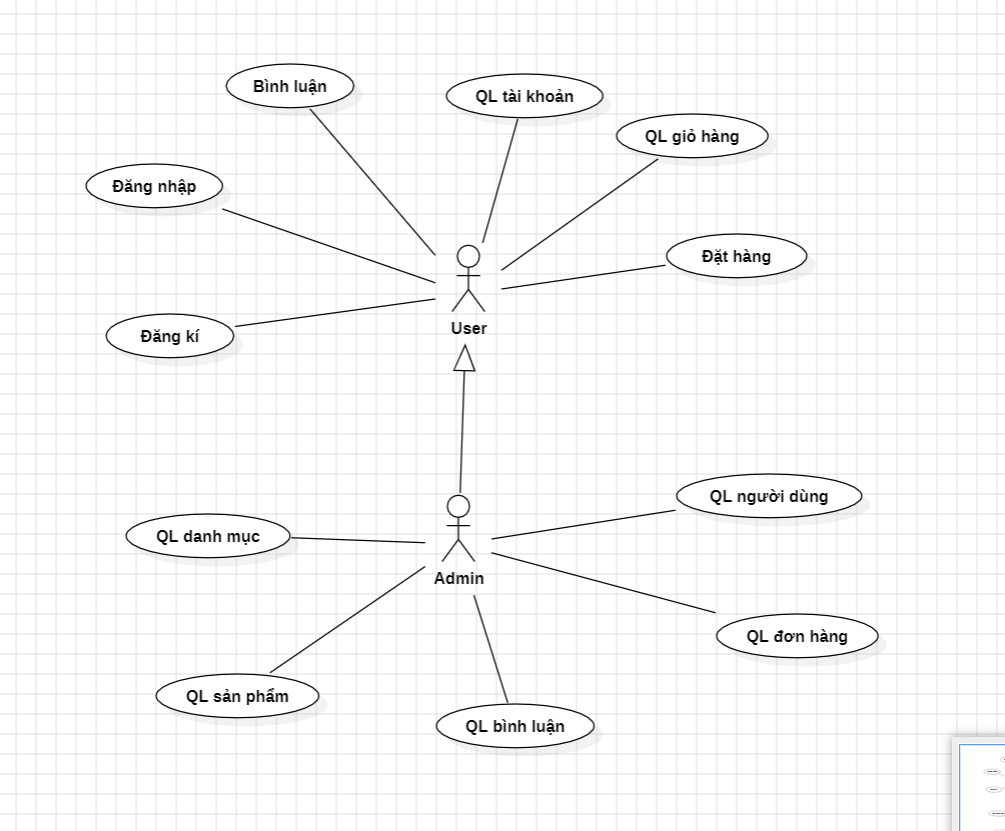 Bình luận
QL tài khoản
QL giỏ hàng
Đăng nhập
Đặt hàng
User
Đăng kí
QL người dùng
QL danh mục
Admin
QL đơn hàng
QL sản phẩm
QL bình luận